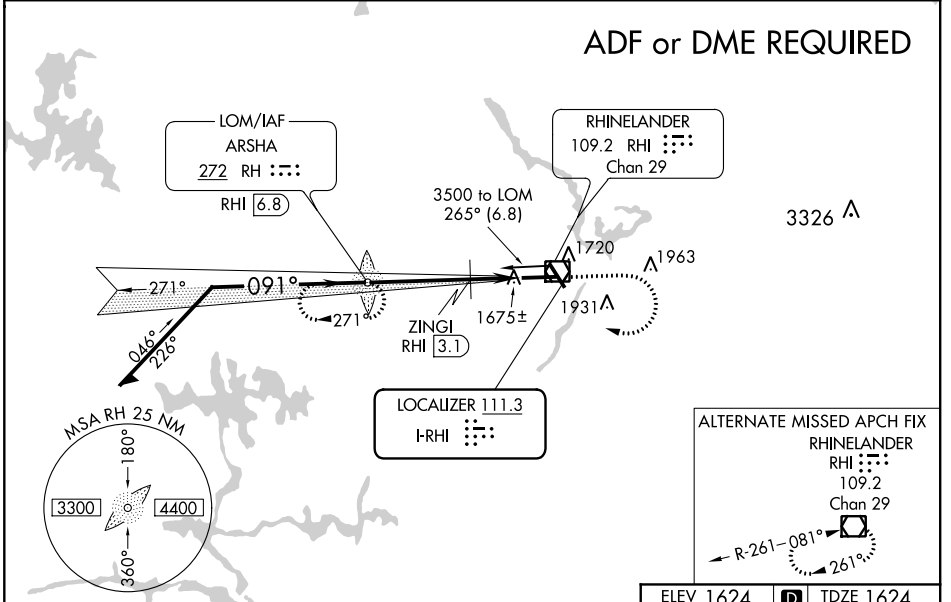 ADF or DME REQUIRED
LOM/IAF
ARSHA
272 RH
RHI 6.8
RHINELANDER
109.2 RHI
Chan 29
3500 to LOM
265° (6.8)
3326
1720
1963
271°
091°
271°
1675±
1931
ZINGI
RHI 3.1
046°
226°
LOCALIZER 111.3
I-RHI
MSA RH 25 NM
180°
3300
4400
360°
ALTERNATE MISSED APCH FIX
RHINELANDER
RHI
109.2
Chan 29
R-261
081°
261°
ELEV 1624 D TDZE 1624